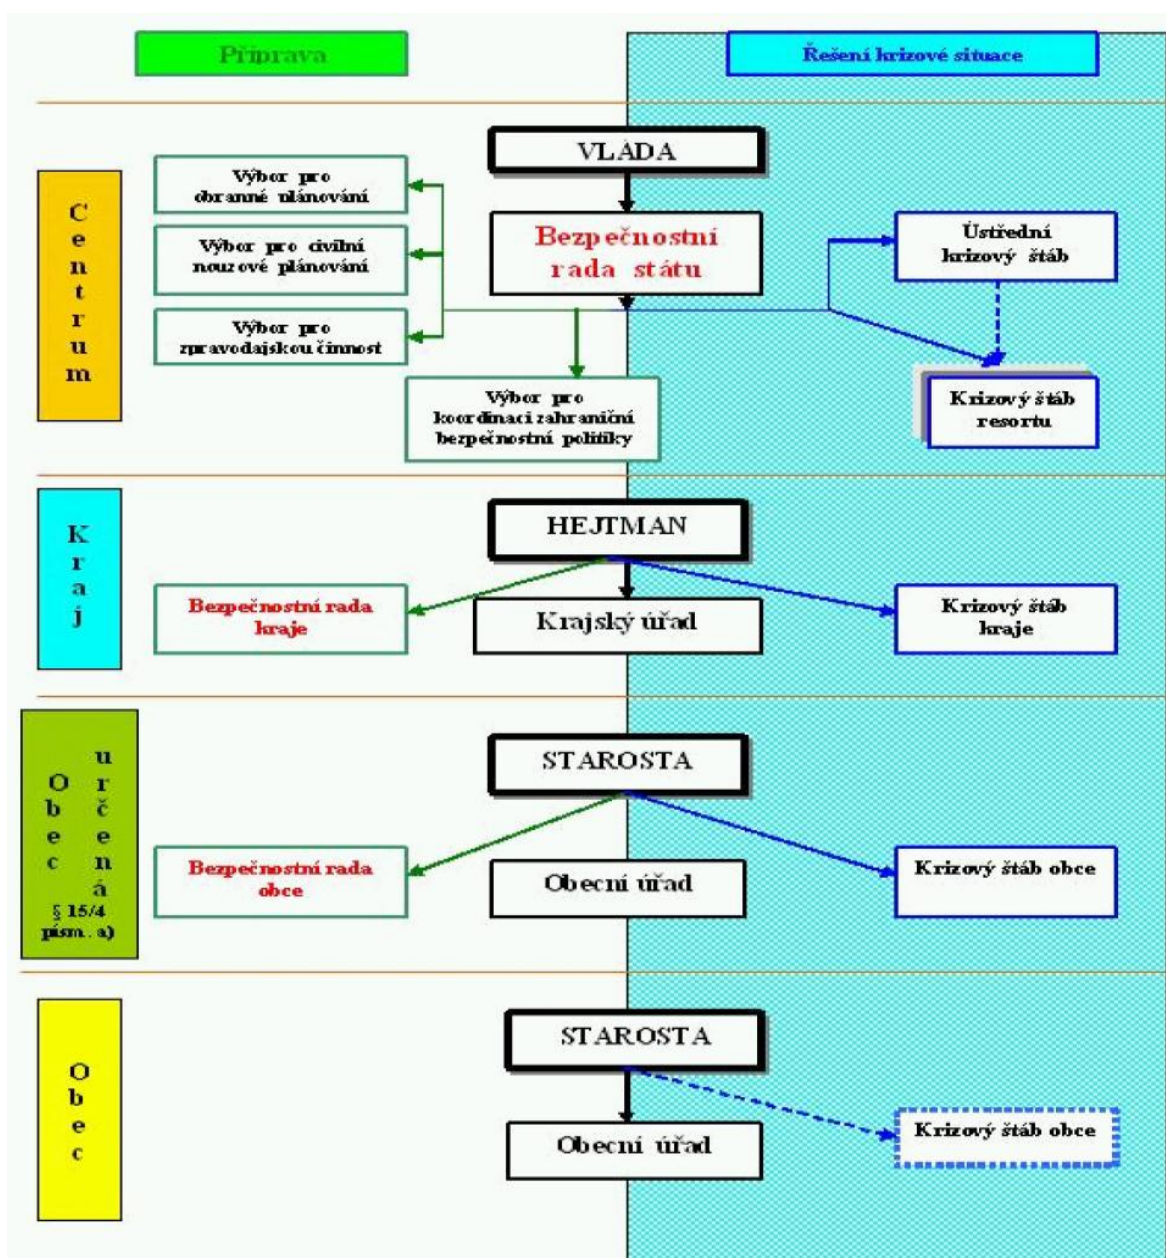 Příprava
Řešení krizové situace
Centrum
VLÁDA
Výbor pro
obranné plánování
Bezpečnostní
rada státu
Ústřední
krizový štáb
Výbor pro civilní
nouzové plánování
Výbor pro
zpravodajskou činnost
Výbor pro
koordinaci zahraniční
bezpečnostní politiky
Krizový štáb
resortu
Kraj
HEJTMAN
Bezpečnostní rada
kraje
Krajský úřad
Krizový štáb
kraje
Obec
určená
§ 15/4
písm. a)
STAROSTA
Bezpečnostní rada
obce
Obecní úřad
Krizový štáb obce
Obec
STAROSTA
Obecní úřad
Krizový štáb obce